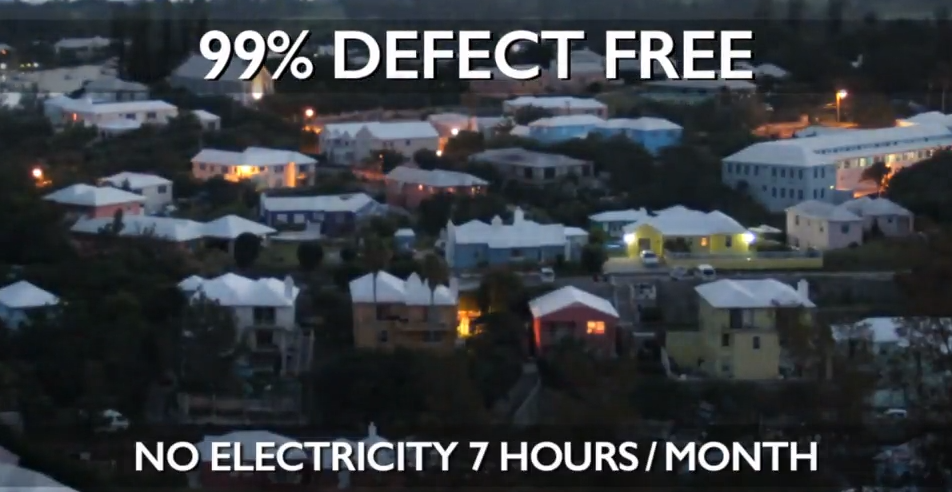 99% DEFECT FREE
NO ELECTRICITY 7 HOURS / MONTH